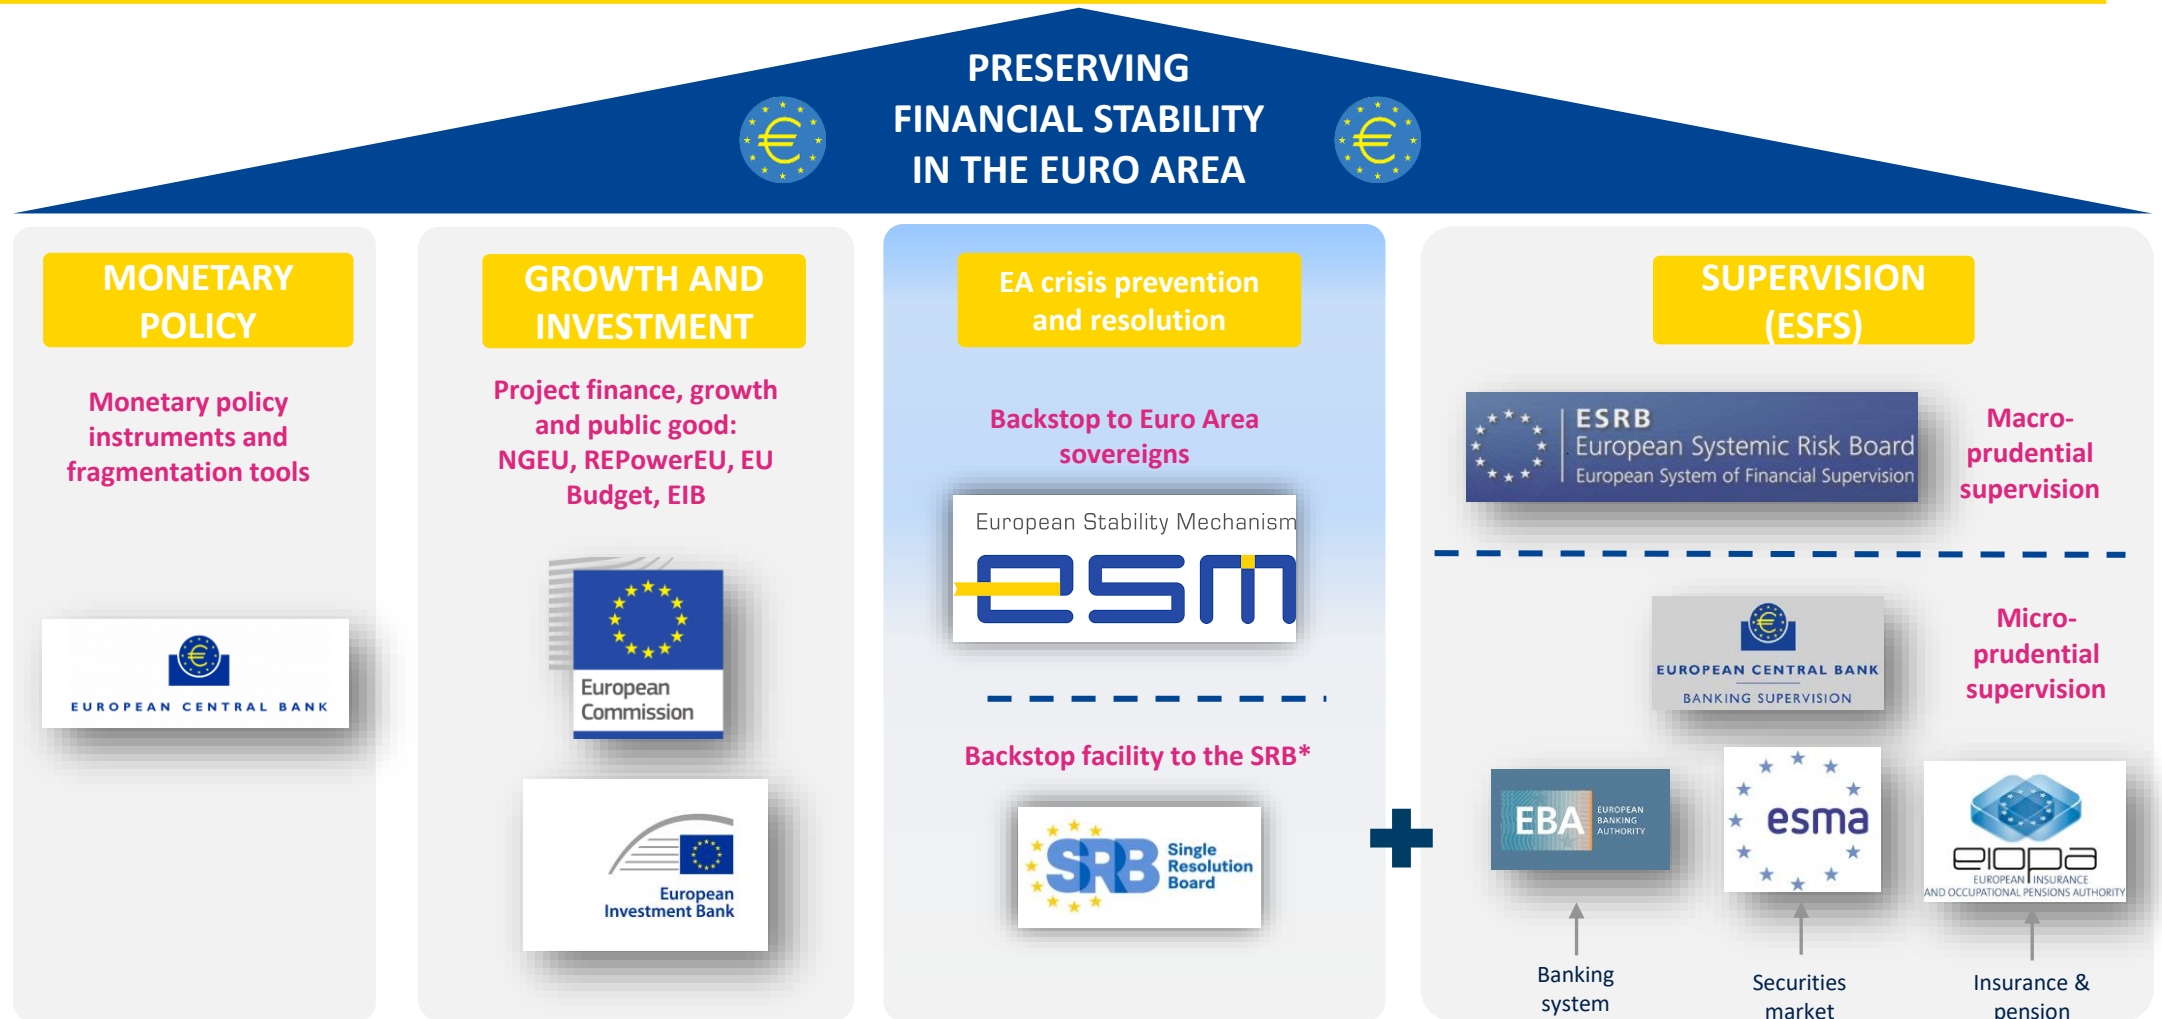 PRESERVING
FINANCIAL STABILITY
IN THE EURO AREA
MONETARY
POLICY
Monetary policy
instruments and
fragmentation tools
EUROPEAN CENTRAL BANK
GROWTH AND
INVESTMENT
Project finance, growth
and public good:
NGEU, REPowerEU, EU
Budget, EIB
European
Commission
European
Investment Bank
EA crisis prevention
and resolution
Backstop to Euro Area
sovereigns
European Stability Mechanism
esm
Backstop facility to the SRB*
SRB
Single
Resolution
Board
SUPERVISION
(ESFS)
ESRB
European Systemic Risk Board
European System of Financial Supervision
Macro-
prudential
supervision
EUROPEAN CENTRAL BANK
BANKING SUPERVISION
Micro-
prudential
supervision
EBA
EUROPEAN
BANKING
AUTHORITY
esma
eiopa
EUROPEAN INSURANCE
AND OCCUPATIONAL PENSIONS AUTHORITY
Banking
system
Securities
market
Insurance &
pension